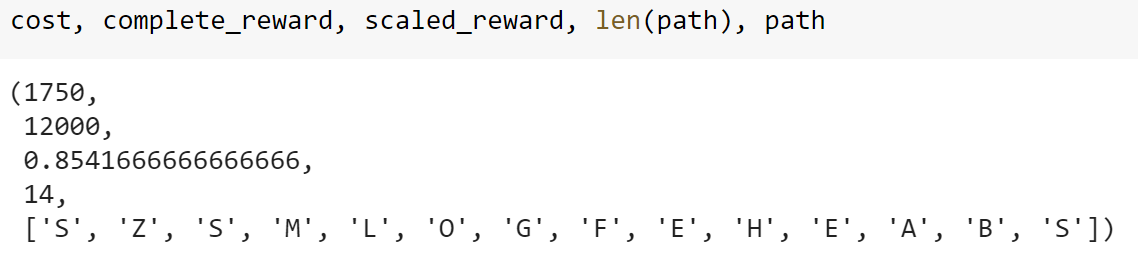 cost, complete_reward, scaled_reward, len(path), path
(1750,
12000,
0.8541666666666666,
14,
['S', 'Z', 'S', 'M', 'L', 'O', 'G', 'F', 'E', 'H', 'E', 'A', 'B', 'S'])